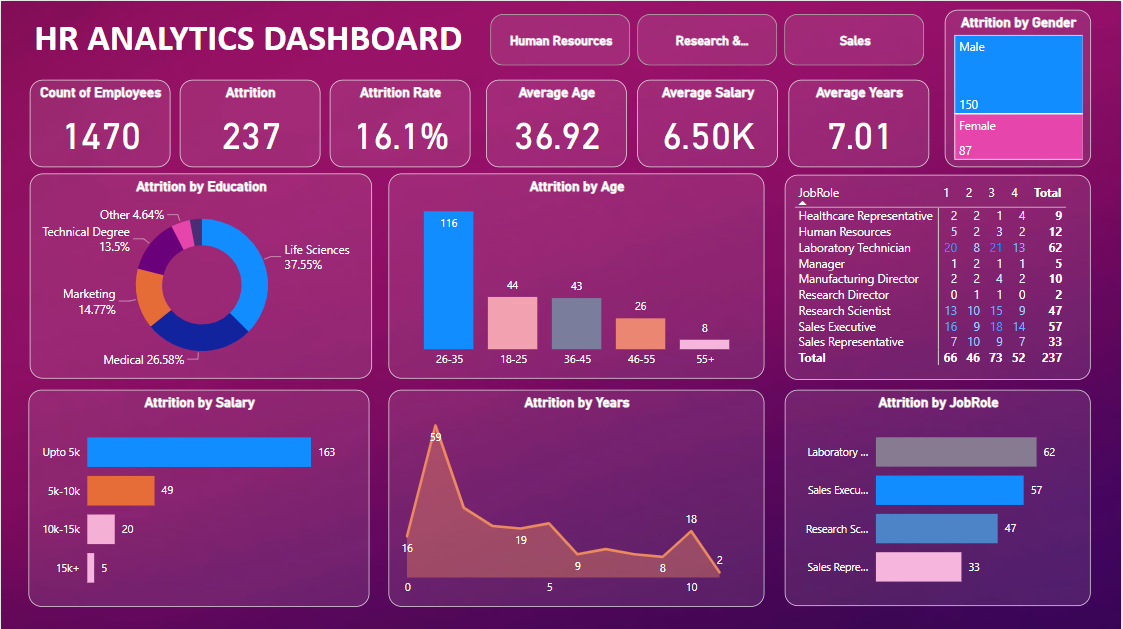 HR ANALYTICS DASHBOARD
Human Resources
Research &...
Sales
Attrition by Gender
Male
150
Female
87
Count of Employees
1470
Attrition
237
Attrition Rate
16.1%
Average Age
36.92
Average Salary
6.50K
Average Years
7.01
Attrition by Education
Other 4.64%
Technical Degree
13.5%
Marketing
14.77%
Medical 26.58%
Life Sciences
37.55%
Attrition by Age
116
44
43
26
8
26-35 18-25 36-45 46-55 55+
JobRole 1 2 3 4 Total
Healthcare Representative 2 2 1 4 9
Human Resources 5 2 3 2 12
Laboratory Technician 20 8 21 13 62
Manager 1 2 1 1 5
Manufacturing Director 2 2 4 2 10
Research Director 0 1 1 0 2
Research Scientist 13 10 15 9 47
Sales Executive 16 9 18 14 57
Sales Representative 7 10 9 7 33
Total 66 46 73 52 237
Attrition by Salary
Upto 5k 163
5k-10k 49
10k-15k 20
15k+ 5
Attrition by Years
59
16
19
9
8
18
2
0 5 10
Attrition by JobRole
Laboratory ... 62
Sales Execu... 57
Research Sc... 47
Sales Repre... 33